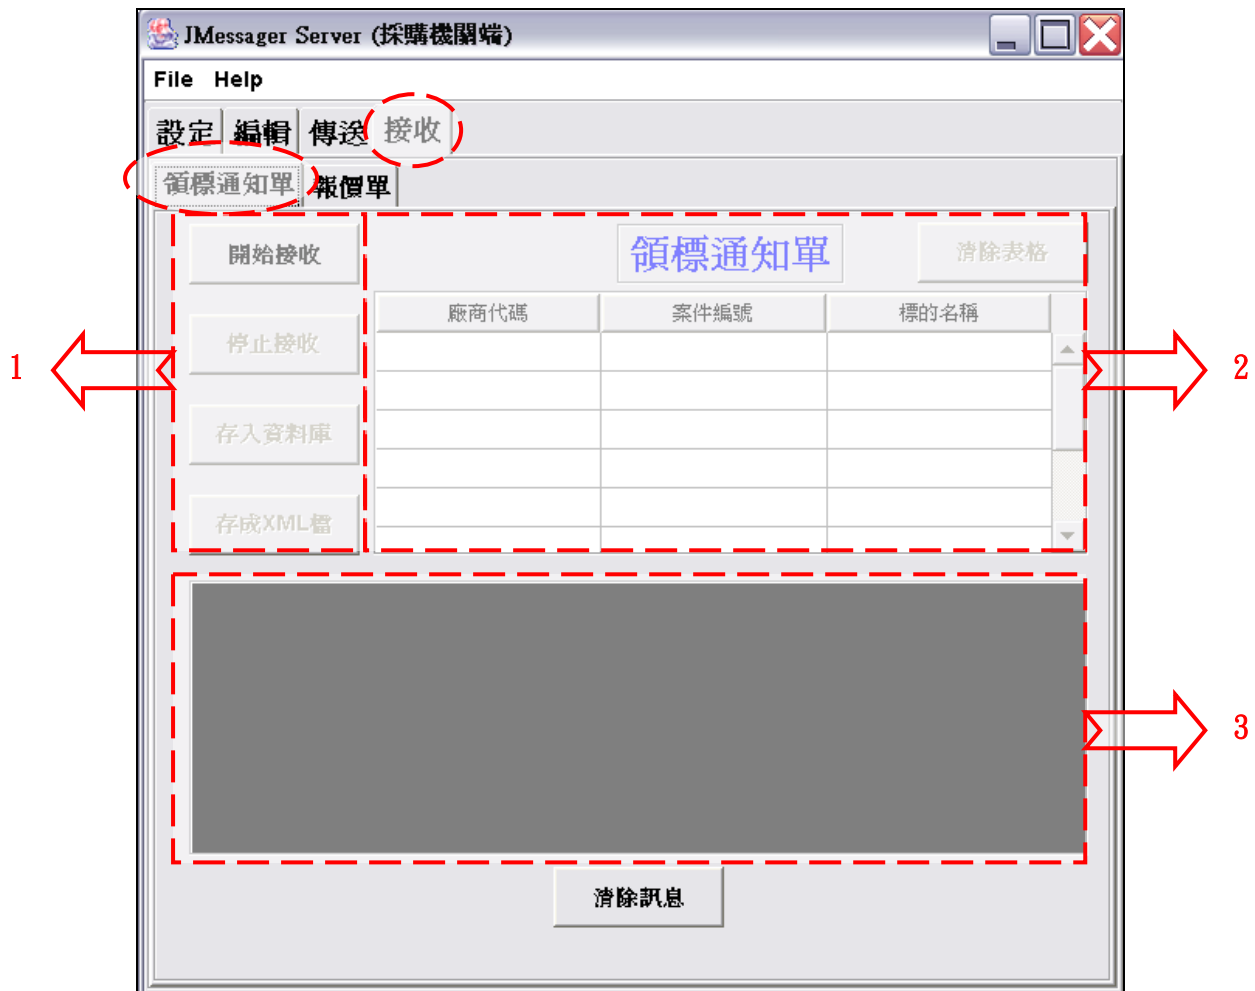 JMessager Server (採購機關端)
File Help
設定 編輯 傳送 接收
領標通知單 報價單
開始接收 領標通知單 清除表格
廠商代碼 案件編號 標的名稱
停止接收
1 2
存入資料庫
存成XML檔
3
清除訊息